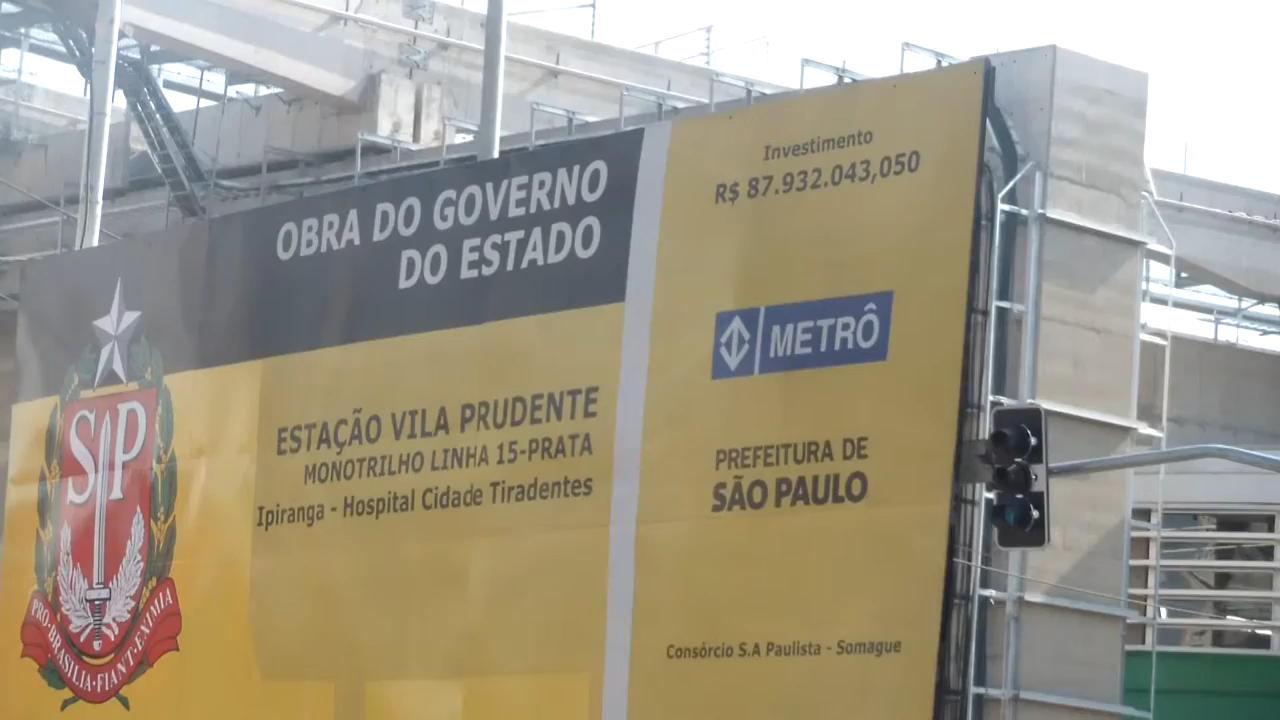 OBRA DO GOVERNO
DO ESTADO
SP
PRO·BRASILIA·FIANT·EXIMIA
ESTAÇÃO VILA PRUDENTE
MONOTRILHO LINHA 15-PRATA
Ipiranga - Hospital Cidade Tiradentes
Investimento
R$ 87.932.043,050
METRÔ
PREFEITURA DE
SÃO PAULO
Consórcio S.A Paulista - Somague